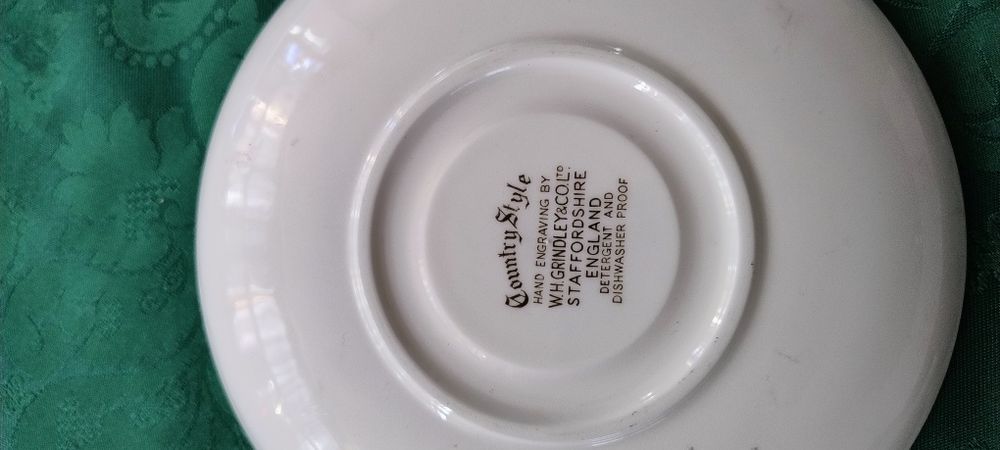 Country Style
HAND ENGRAVING BY
W.H.GRINDLEY&CO.LTD.
STAFFORDSHIRE
ENGLAND
DETERGENT AND
DISHWASHER PROOF